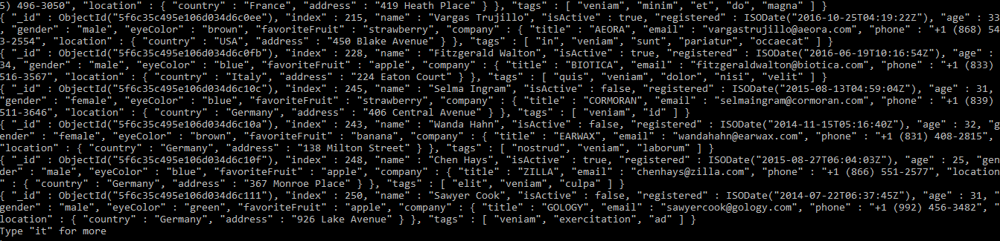 5) 496-3050", "location" : { "country" : "France", "address" : "419 Heath Place" } }, "tags" : [ "veniam", "minim", "et", "do", "magna" ] }
{ "_id" : ObjectId("5f6c35c495e106d034d6c0ee"), "index" : 215, "name" : "Vargas Trujillo", "isActive" : true, "registered" : ISODate("2016-10-25T04:19:22Z"), "age" : 33
, "gender" : "male", "eyeColor" : "brown", "favoriteFruit" : "strawberry", "company" : { "title" : "AEORA", "email" : "vargastrujillo@aeora.com", "phone" : "+1 (868) 54
3-2554", "location" : { "country" : "USA", "address" : "450 Blake Avenue" } }, "tags" : [ "in", "veniam", "sunt", "pariatur", "occaecat" ] }
{ "_id" : ObjectId("5f6c35c495e106d034d6c0fb"), "index" : 228, "name" : "Fitzgerald Walton", "isActive" : true, "registered" : ISODate("2016-06-19T10:16:54Z"), "age" :
34, "gender" : "male", "eyeColor" : "blue", "favoriteFruit" : "apple", "company" : { "title" : "BIOTICA", "email" : "fitzgeraldwalton@biotica.com", "phone" : "+1 (833)
516-3567", "location" : { "country" : "Italy", "address" : "224 Eaton Court" } }, "tags" : [ "quis", "veniam", "dolor", "nisi", "velit" ] }
{ "_id" : ObjectId("5f6c35c495e106d034d6c10c"), "index" : 245, "name" : "Selma Ingram", "isActive" : false, "registered" : ISODate("2015-08-13T04:59:04Z"), "age" : 31,
"gender" : "female", "eyeColor" : "blue", "favoriteFruit" : "strawberry", "company" : { "title" : "CORMORAN", "email" : "selmaingram@cormoran.com", "phone" : "+1 (839)
511-3646", "location" : { "country" : "Germany", "address" : "406 Central Avenue" } }, "tags" : [ "veniam", "id" ] }
{ "_id" : ObjectId("5f6c35c495e106d034d6c10a"), "index" : 243, "name" : "Wanda Hahn", "isActive" : false, "registered" : ISODate("2014-11-15T05:16:40Z"), "age" : 32, "g
ender" : "female", "eyeColor" : "brown", "favoriteFruit" : "banana", "company" : { "title" : "EARWAX", "email" : "wandahahn@earwax.com", "phone" : "+1 (831) 408-2815",
"location" : { "country" : "Germany", "address" : "138 Milton Street" } }, "tags" : [ "nostrud", "veniam", "laborum" ] }
{ "_id" : ObjectId("5f6c35c495e106d034d6c10f"), "index" : 248, "name" : "Chen Hays", "isActive" : true, "registered" : ISODate("2015-08-27T06:04:03Z"), "age" : 25, "gen
der" : "male", "eyeColor" : "blue", "favoriteFruit" : "apple", "company" : { "title" : "ZILLA", "email" : "chenhays@zilla.com", "phone" : "+1 (866) 551-2577", "location
" : { "country" : "Germany", "address" : "367 Monroe Place" } }, "tags" : [ "elit", "veniam", "culpa" ] }
{ "_id" : ObjectId("5f6c35c495e106d034d6c111"), "index" : 250, "name" : "Sawyer Cook", "isActive" : false, "registered" : ISODate("2014-07-22T06:37:45Z"), "age" : 31, "
gender" : "male", "eyeColor" : "green", "favoriteFruit" : "apple", "company" : { "title" : "GOLOGY", "email" : "sawyercook@gology.com", "phone" : "+1 (992) 456-3482", "
location" : { "country" : "Germany", "address" : "926 Lake Avenue" } }, "tags" : [ "veniam", "exercitation", "ad" ] }
Type "it" for more